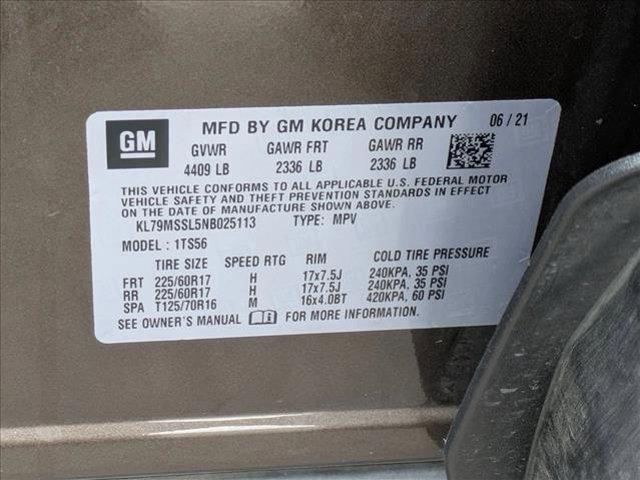 GM MFD BY GM KOREA COMPANY 06 / 21
GVWR GAWR FRT GAWR RR
4409 LB 2336 LB 2336 LB
THIS VEHICLE CONFORMS TO ALL APPLICABLE U.S. FEDERAL MOTOR
VEHICLE SAFETY AND THEFT PREVENTION STANDARDS IN EFFECT
ON THE DATE OF MANUFACTURE SHOWN ABOVE.
KL79MSSL5NB025113 TYPE: MPV
MODEL : 1TS56
TIRE SIZE SPEED RTG RIM COLD TIRE PRESSURE
FRT 225/60R17 H 17x7.5J 240KPA, 35 PSI
RR 225/60R17 H 17x7.5J 240KPA, 35 PSI
SPA T125/70R16 M 16x4.0BT 420KPA, 60 PSI
SEE OWNER'S MANUAL FOR MORE INFORMATION.